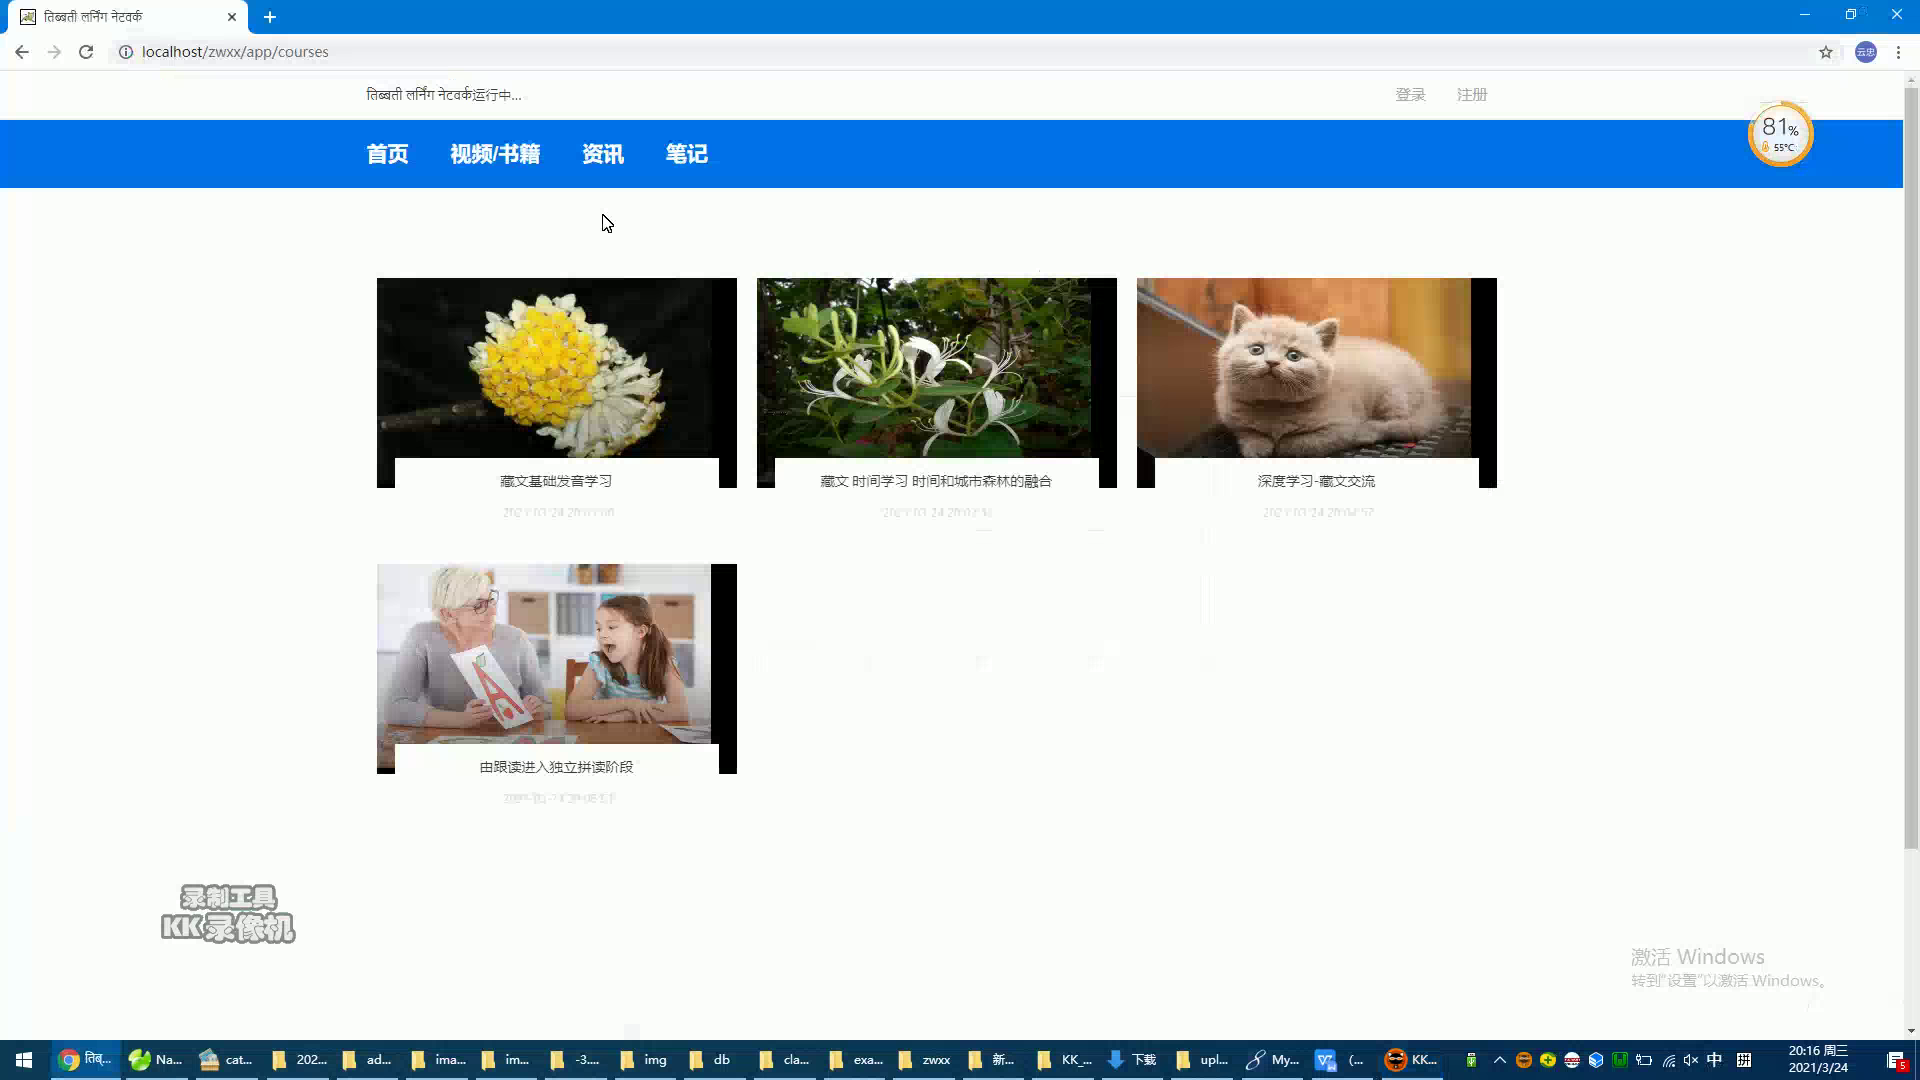 तिब्बती लर्निंग नेटवर्क
localhost/zwxx/app/courses
云忠
तिब्बती लर्निंग नेटवर्क运行中...
登录 注册
首页 视频/书籍 资讯 笔记
81%
55°C
藏文基础发音学习
藏文 时间学习 时间和城市森林的融合
深度学习-藏文交流
由跟读进入独立拼读阶段
录制工具
KK录像机
激活 Windows
转到“设置”以激活 Windows。
तिब्... Na... cat... 202... ad... ima... im... -3.... img db cla... exa... zwxx 新... KK_... 下载 upl... My... (... KK... 中 拼
20:16 周三
2021/3/24
5